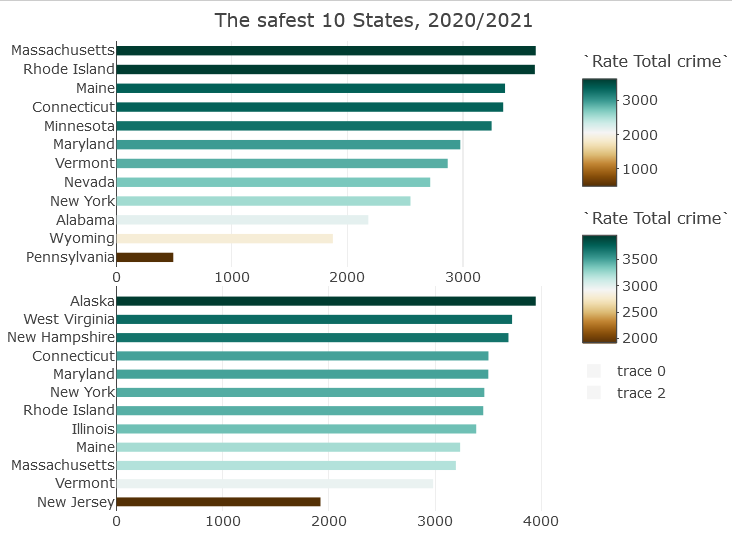 The safest 10 States, 2020/2021
Massachusetts
Rhode Island
Maine
Connecticut
Minnesota
Maryland
Vermont
Nevada
New York
Alabama
Wyoming
Pennsylvania
0 1000 2000 3000
Alaska
West Virginia
New Hampshire
Connecticut
Maryland
New York
Rhode Island
Illinois
Maine
Massachusetts
Vermont
New Jersey
0 1000 2000 3000 4000
`Rate Total crime`
3000
2000
1000
`Rate Total crime`
3500
3000
2500
2000
trace 0
trace 2